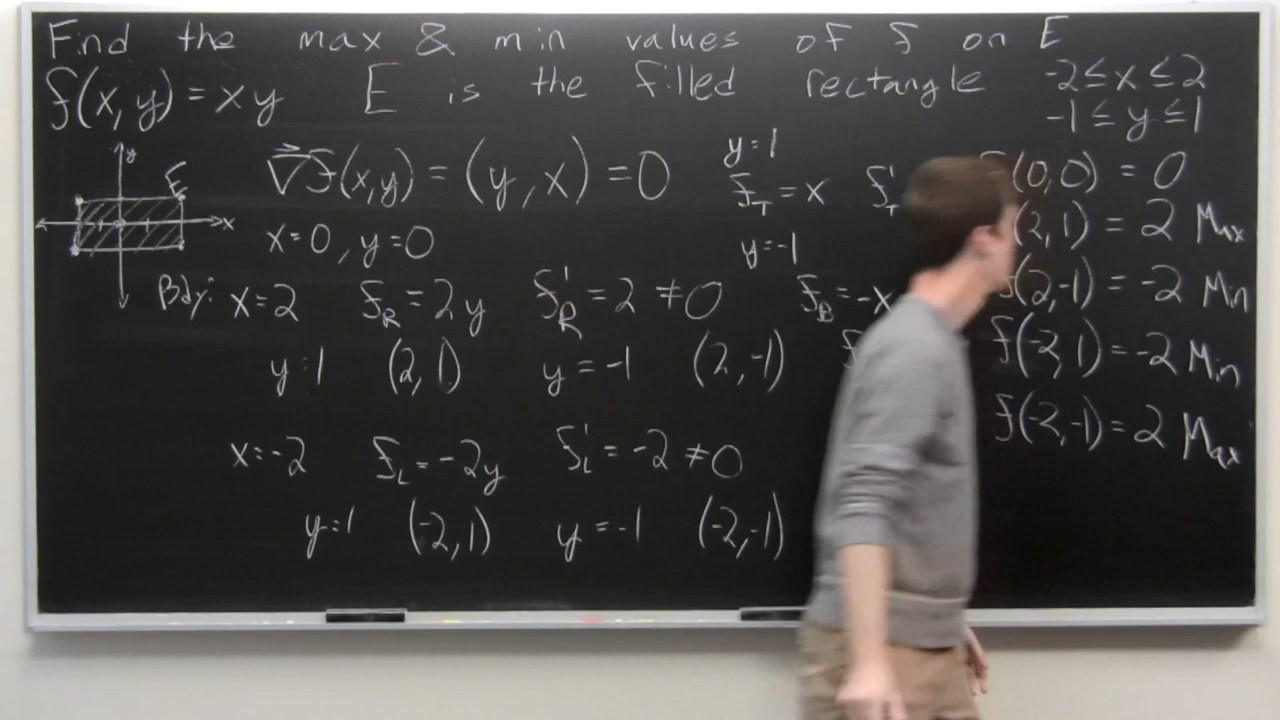 Find the max & min values of f on E
f(x,y) = xy E is the filled rectangle -2 ≤ x ≤ 2
-1 ≤ y ≤ 1
y
E
x
∇f(x,y) = (y, x) = 0
x=0, y=0
Bdy: x=2 f_R = 2y f'_R = 2 ≠ 0
y=1 (2,1) y=-1 (2,-1)
x=-2 f_L = -2y f'_L = -2 ≠ 0
y=1 (-2,1) y=-1 (-2,-1)
y=1
f_T = x f'_T
y=-1
f_B = -x
(0,0) = 0
(2,1) = 2 Max
f(2,-1) = -2 Min
f(-2,1) = -2 Min
f(-2,-1) = 2 Max